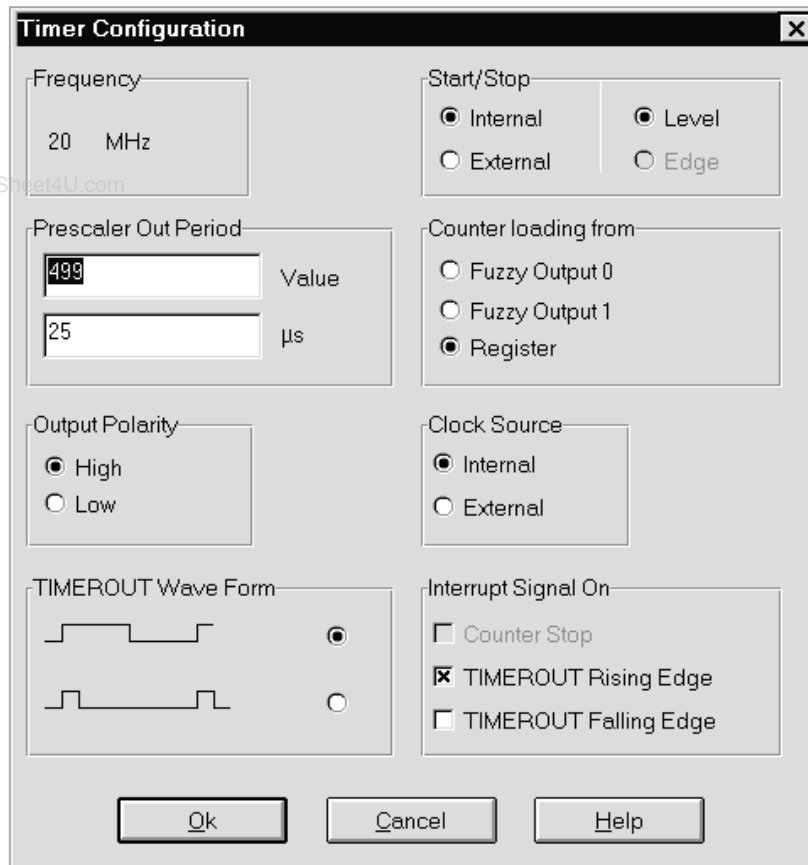 Timer Configuration
Frequency
20 MHz
Start/Stop
Internal
Level
External
Edge
Sheet4U.com
Prescaler Out Period
499 Value
25 µs
Counter loading from
Fuzzy Output 0
Fuzzy Output 1
Register
Output Polarity
High
Low
Clock Source
Internal
External
TIMEROUT Wave Form
Interrupt Signal On
Counter Stop
TIMEROUT Rising Edge
TIMEROUT Falling Edge
Ok
Cancel
Help